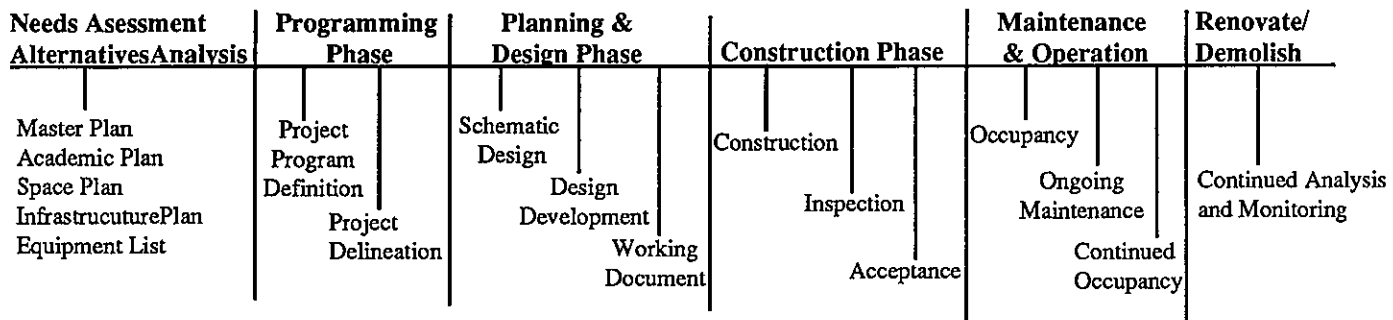 Needs Asessment
AlternativesAnalysis
Master Plan
Academic Plan
Space Plan
InfrastrucuturePlan
Equipment List
Programming
Phase
Project
Program
Definition
Project
Delineation
Planning &
Design Phase
Schematic
Design
Design
Development
Working
Document
Construction Phase
Construction
Inspection
Acceptance
Maintenance
& Operation
Occupancy
Ongoing
Maintenance
Continued
Occupancy
Renovate/
Demolish
Continued Analysis
and Monitoring